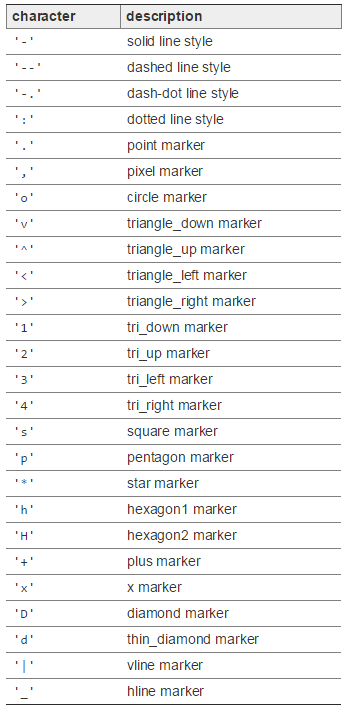 character description
'-' solid line style
'--' dashed line style
'-.' dash-dot line style
':' dotted line style
'.' point marker
',' pixel marker
'o' circle marker
'v' triangle_down marker
'^' triangle_up marker
'<' triangle_left marker
'>' triangle_right marker
'1' tri_down marker
'2' tri_up marker
'3' tri_left marker
'4' tri_right marker
's' square marker
'p' pentagon marker
'*' star marker
'h' hexagon1 marker
'H' hexagon2 marker
'+' plus marker
'x' x marker
'D' diamond marker
'd' thin_diamond marker
'|' vline marker
'_' hline marker